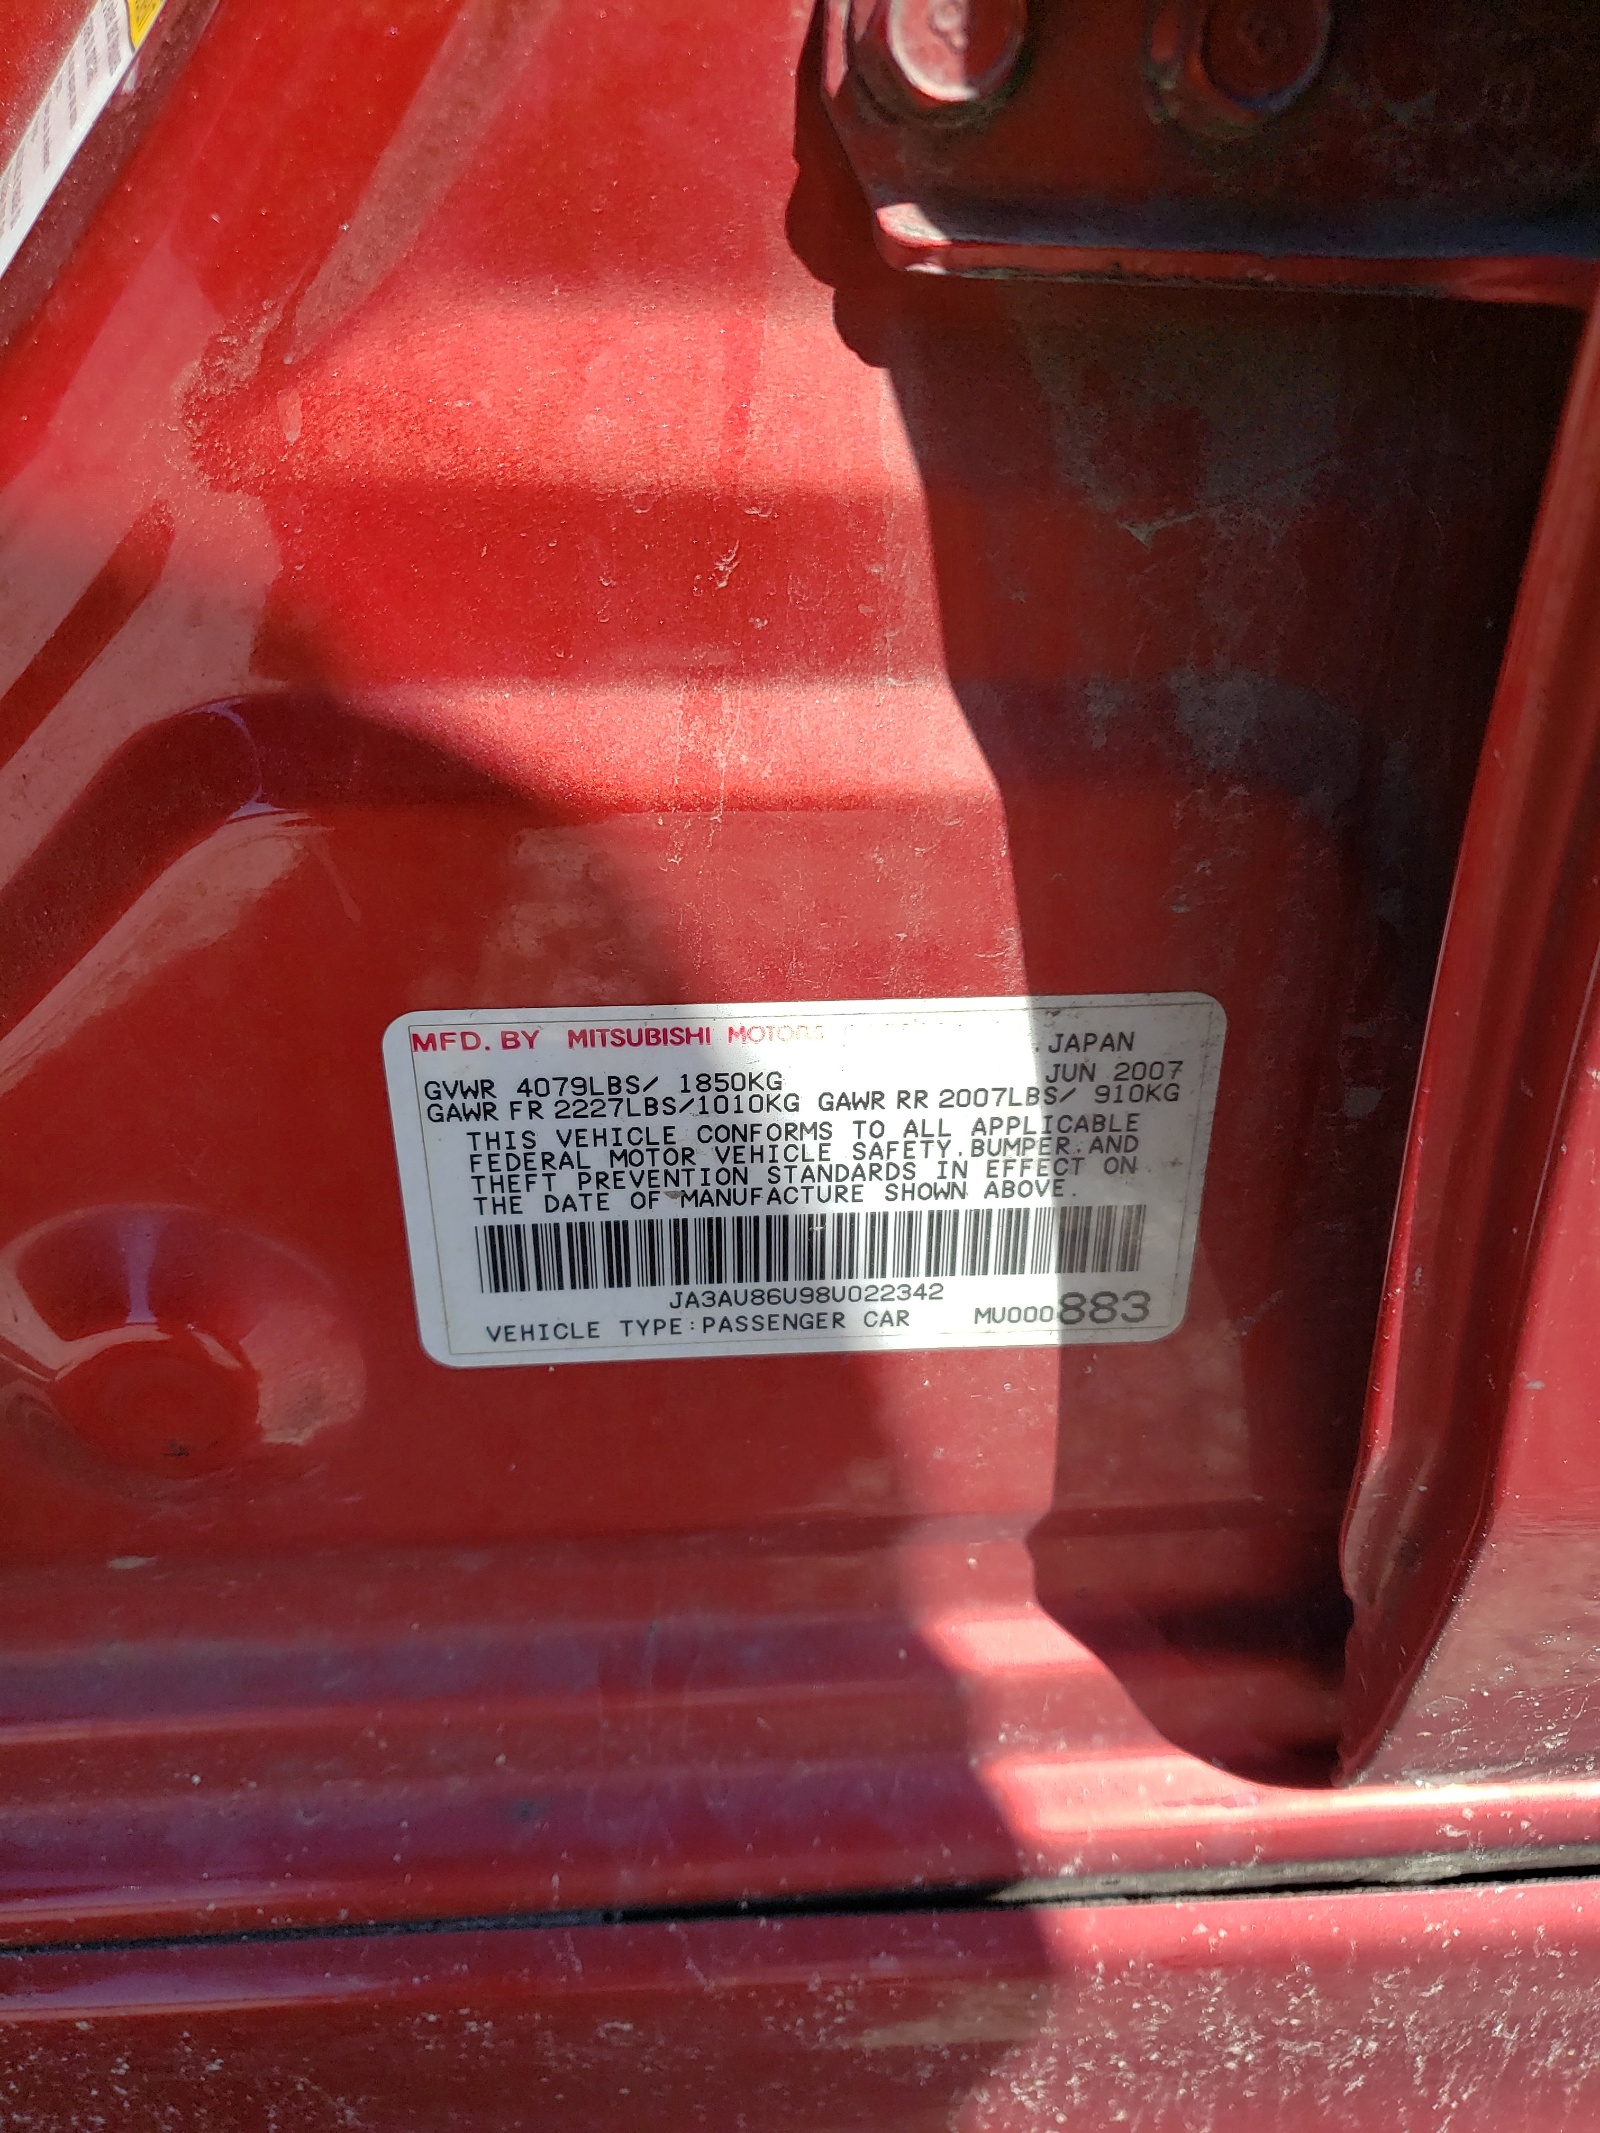 MFD. BY MITSUBISHI MOTORS JAPAN
JUN 2007
GVWR 4079LBS/ 1850KG
GAWR FR 2227LBS/1010KG GAWR RR 2007LBS/ 910KG
THIS VEHICLE CONFORMS TO ALL APPLICABLE
FEDERAL MOTOR VEHICLE SAFETY, BUMPER, AND
THEFT PREVENTION STANDARDS IN EFFECT ON
THE DATE OF MANUFACTURE SHOWN ABOVE.
JA3AU86U98U022342
VEHICLE TYPE:PASSENGER CAR MU000883